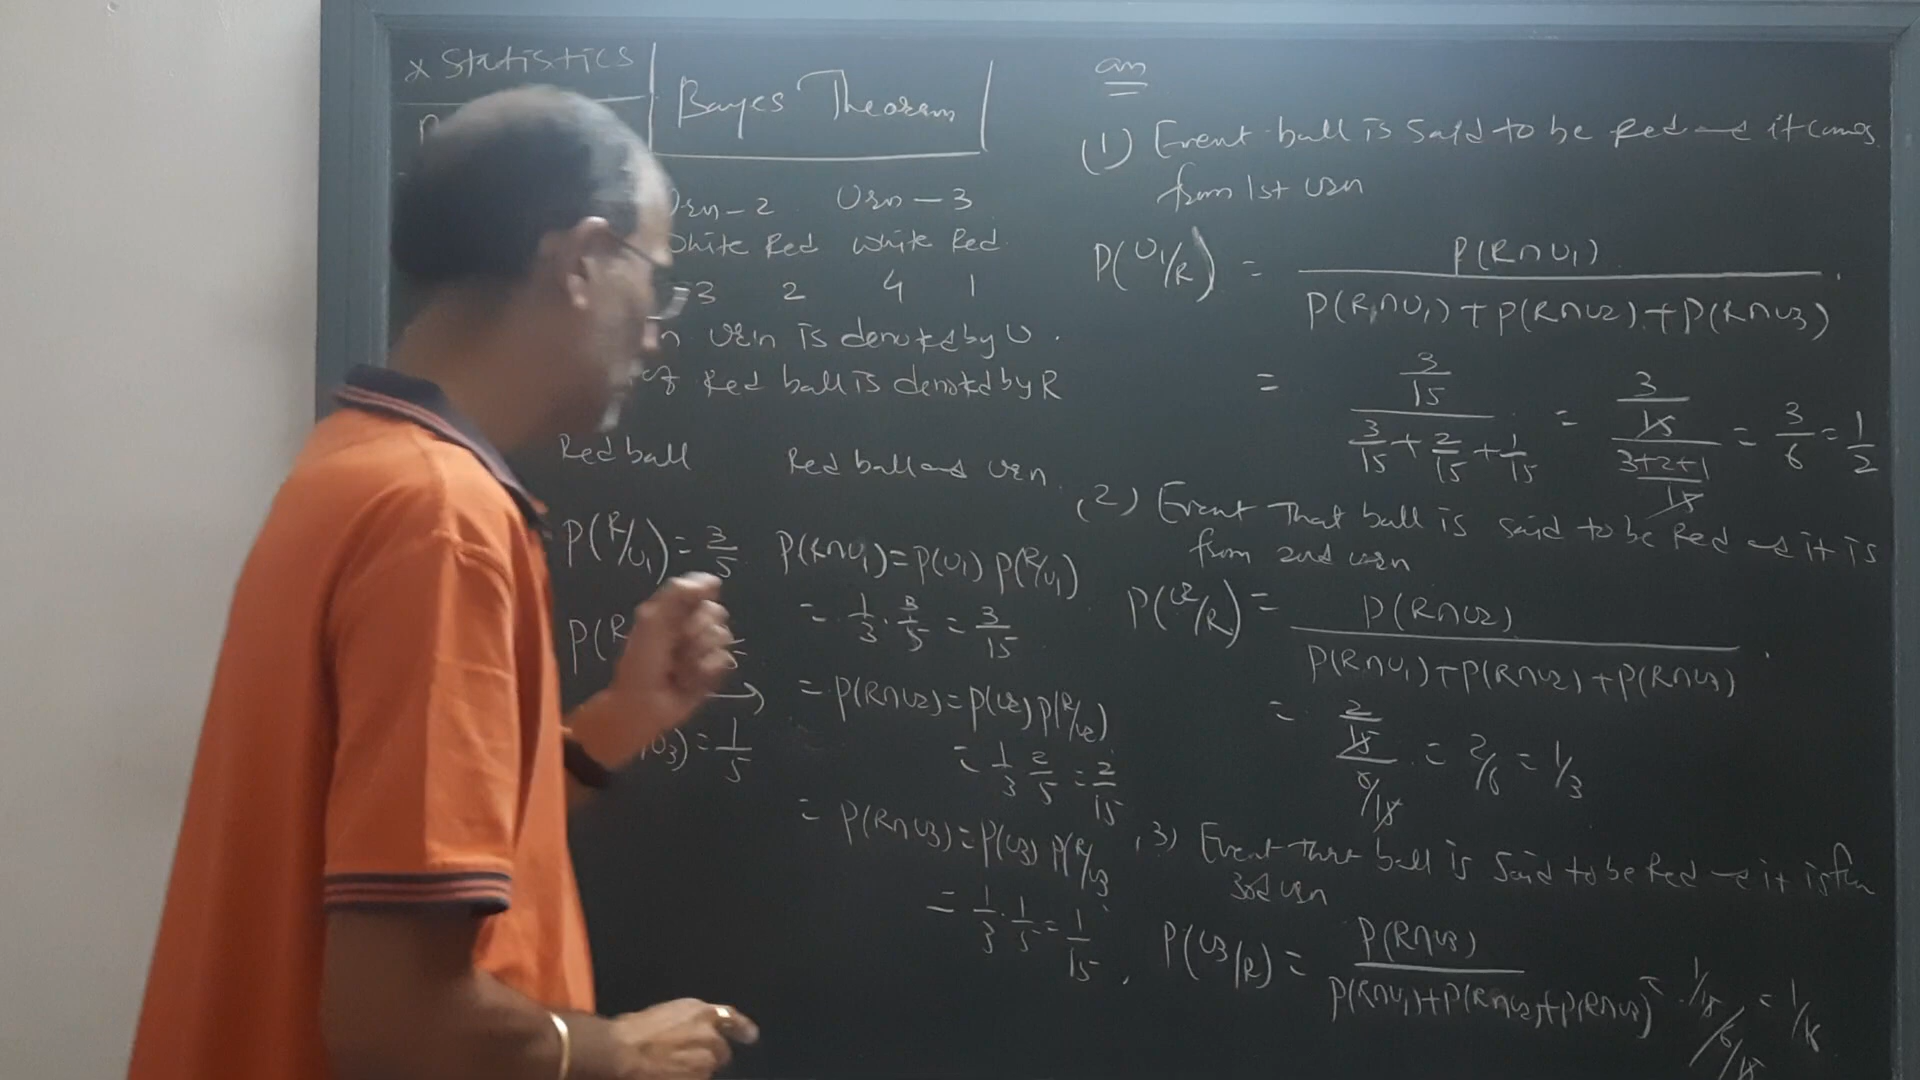 x Statistics
Bayes Theorem
Urn-2 Urn-3
White Red White Red
3 2 4 1
Urn is denoted by U.
of Red ball is denoted by R
Red ball Red ball and urn
P(R/U1) = 3/5 P(R∩U1) = P(U1) P(R/U1)
= 1/3 . 3/5 = 3/15
P(R
= P(R∩U2) = P(U2) P(R/U2)
= 1/3 2/5 = 2/15
U3) = 1/5
= P(R∩U3) = P(U3) P(R/U3
= 1/3 . 1/5 = 1/15,
(1) Event ball is said to be Red and it comes
from 1st urn
P(U1/R) = P(R∩U1) / P(R∩U1) + P(R∩U2) + P(R∩U3)
= 3/15 / 3/15 + 2/15 + 1/15 = 3/15 / 3+2+1/15 = 3/6 = 1/2
(2) Event That ball is said to be Red and it is
from 2nd urn
P(U2/R) = P(R∩U2) / P(R∩U1) + P(R∩U2) + P(R∩U3)
= 2/15 / 6/15 = 2/6 = 1/3
(3) Event that ball is said to be Red and it is
3rd urn
P(U3/R) = P(R∩U3) / P(R∩U1) + P(R∩U2) + P(R∩U3) = 1/15 / 6/15 = 1/6